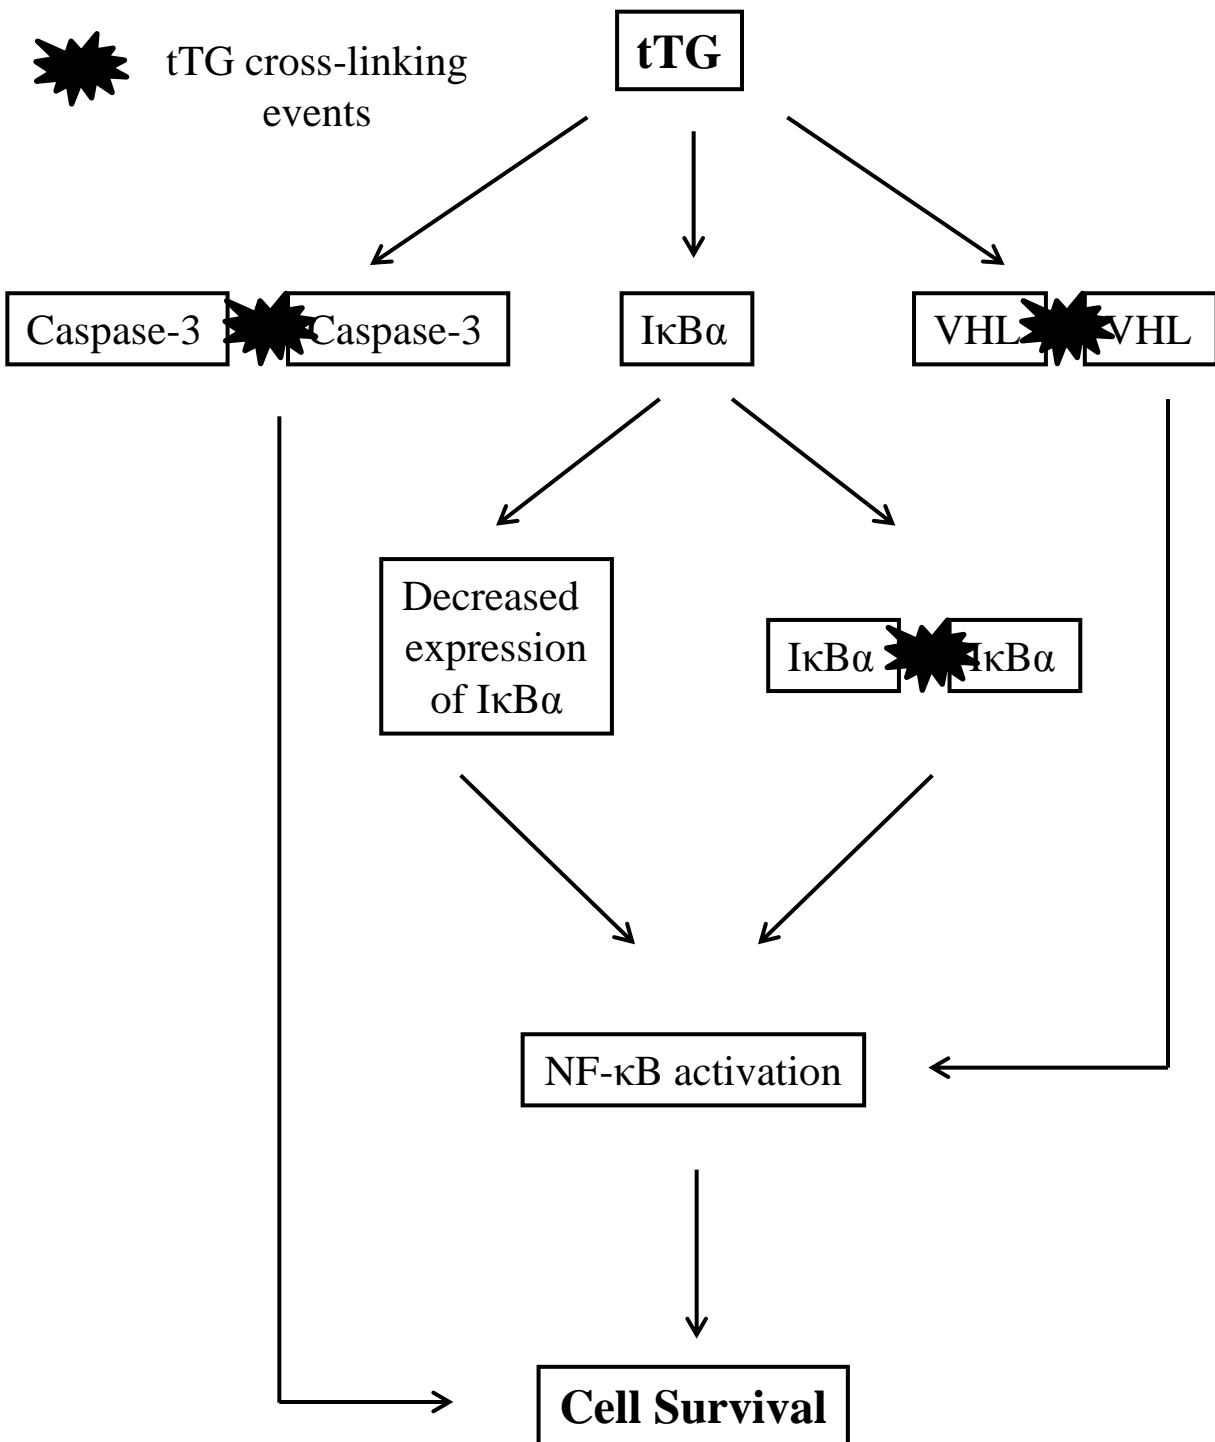 tTG cross-linking
events
tTG
Caspase-3
Caspase-3
IκBα
VHL
VHL
Decreased
expression
of IκBα
IκBα
IκBα
NF-κB activation
Cell Survival